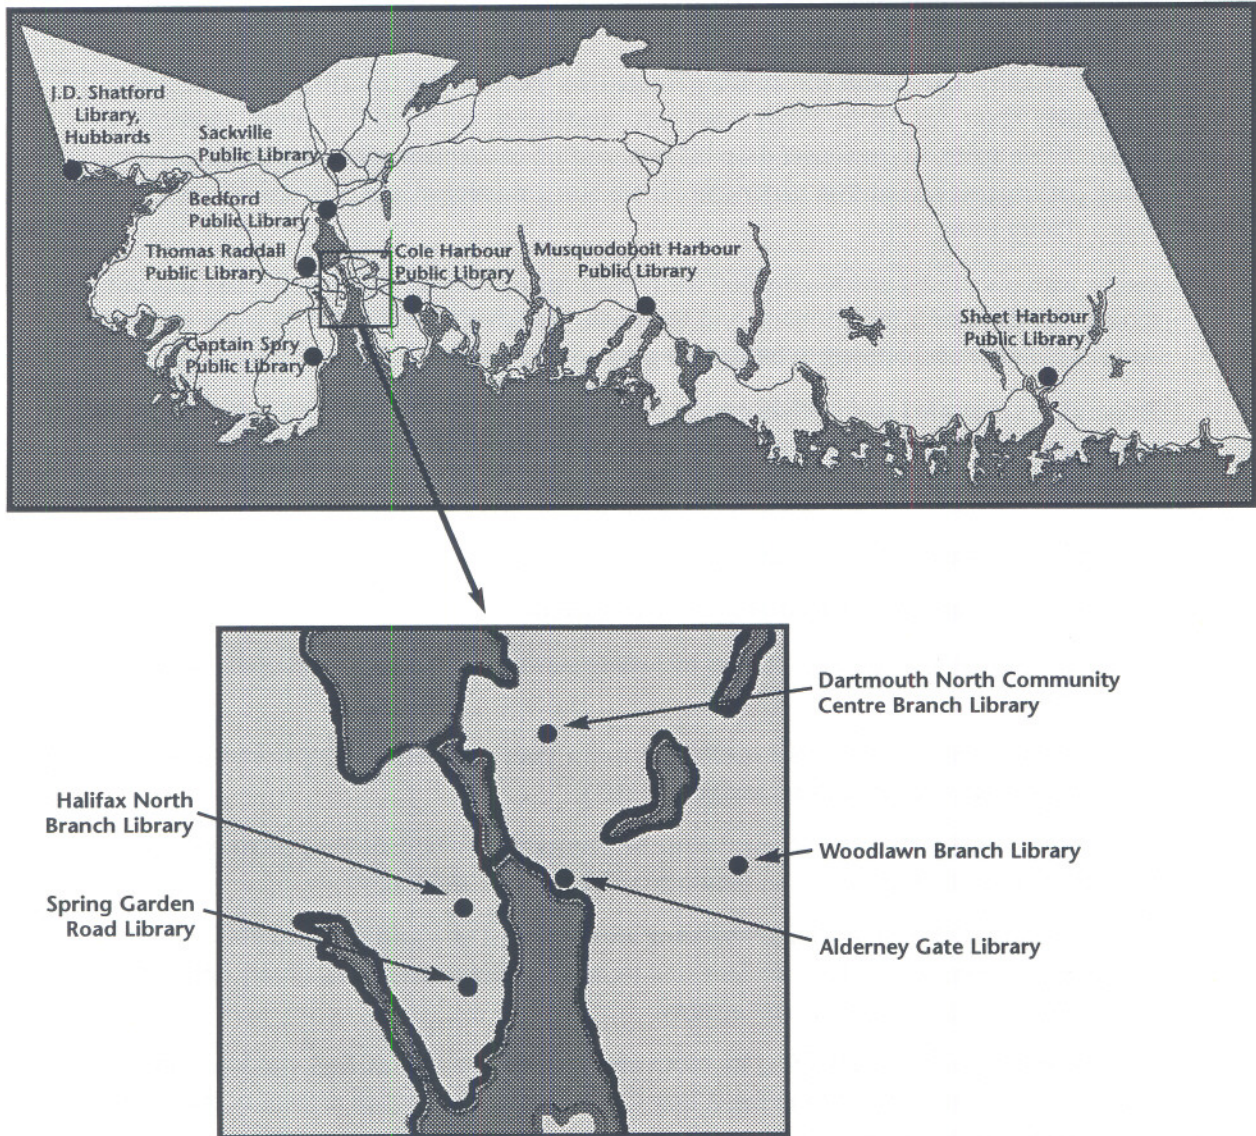 J.D. Shatford
Library,
Hubbards
Sackville
Public Library
Bedford
Public Library
Thomas Raddall
Public Library
Cole Harbour
Public Library
Musquodoboit Harbour
Public Library
Sheet Harbour
Public Library
Captain Spry
Public Library
Dartmouth North Community
Centre Branch Library
Halifax North
Branch Library
Woodlawn Branch Library
Spring Garden
Road Library
Alderney Gate Library